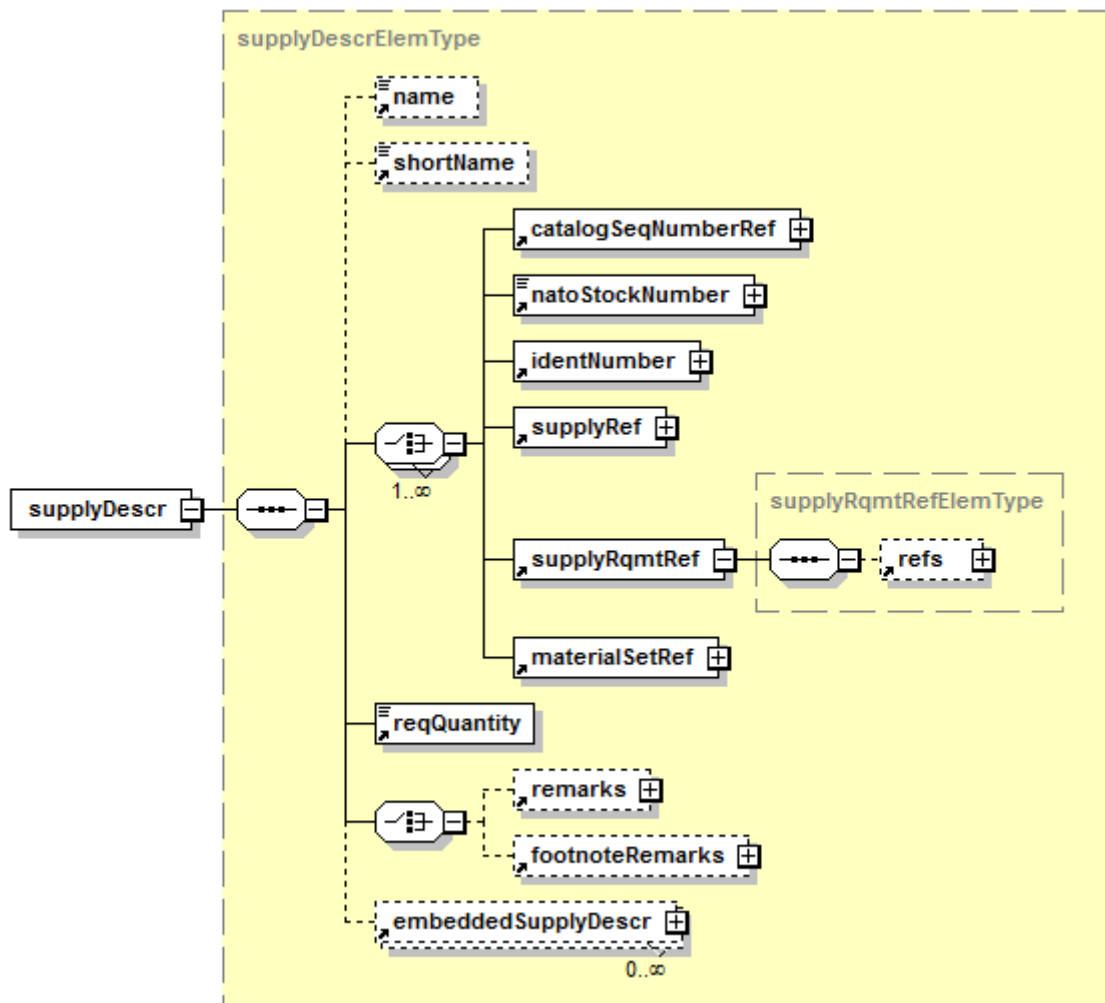 supplyDescrElemType
name
shortName
catalogSeqNumberRef
natoStockNumber
identNumber
supplyRef
1..∞
supplyDescr
supplyRqmtRefElemType
supplyRqmtRef
refs
materialSetRef
reqQuantity
remarks
footnoteRemarks
embeddedSupplyDescr
0..∞